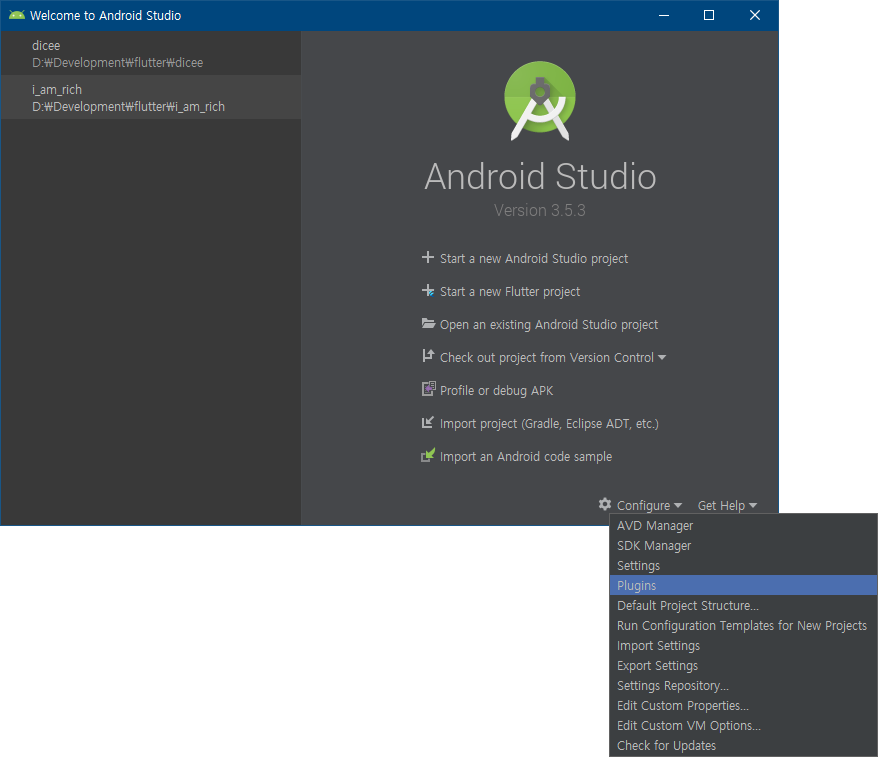 Welcome to Android Studio
dicee
D:₩Development₩flutter₩dicee
i_am_rich
D:₩Development₩flutter₩i_am_rich
Android Studio
Version 3.5.3
Start a new Android Studio project
Start a new Flutter project
Open an existing Android Studio project
Check out project from Version Control
Profile or debug APK
Import project (Gradle, Eclipse ADT, etc.)
Import an Android code sample
Configure Get Help
AVD Manager
SDK Manager
Settings
Plugins
Default Project Structure...
Run Configuration Templates for New Projects
Import Settings
Export Settings
Settings Repository...
Edit Custom Properties...
Edit Custom VM Options...
Check for Updates